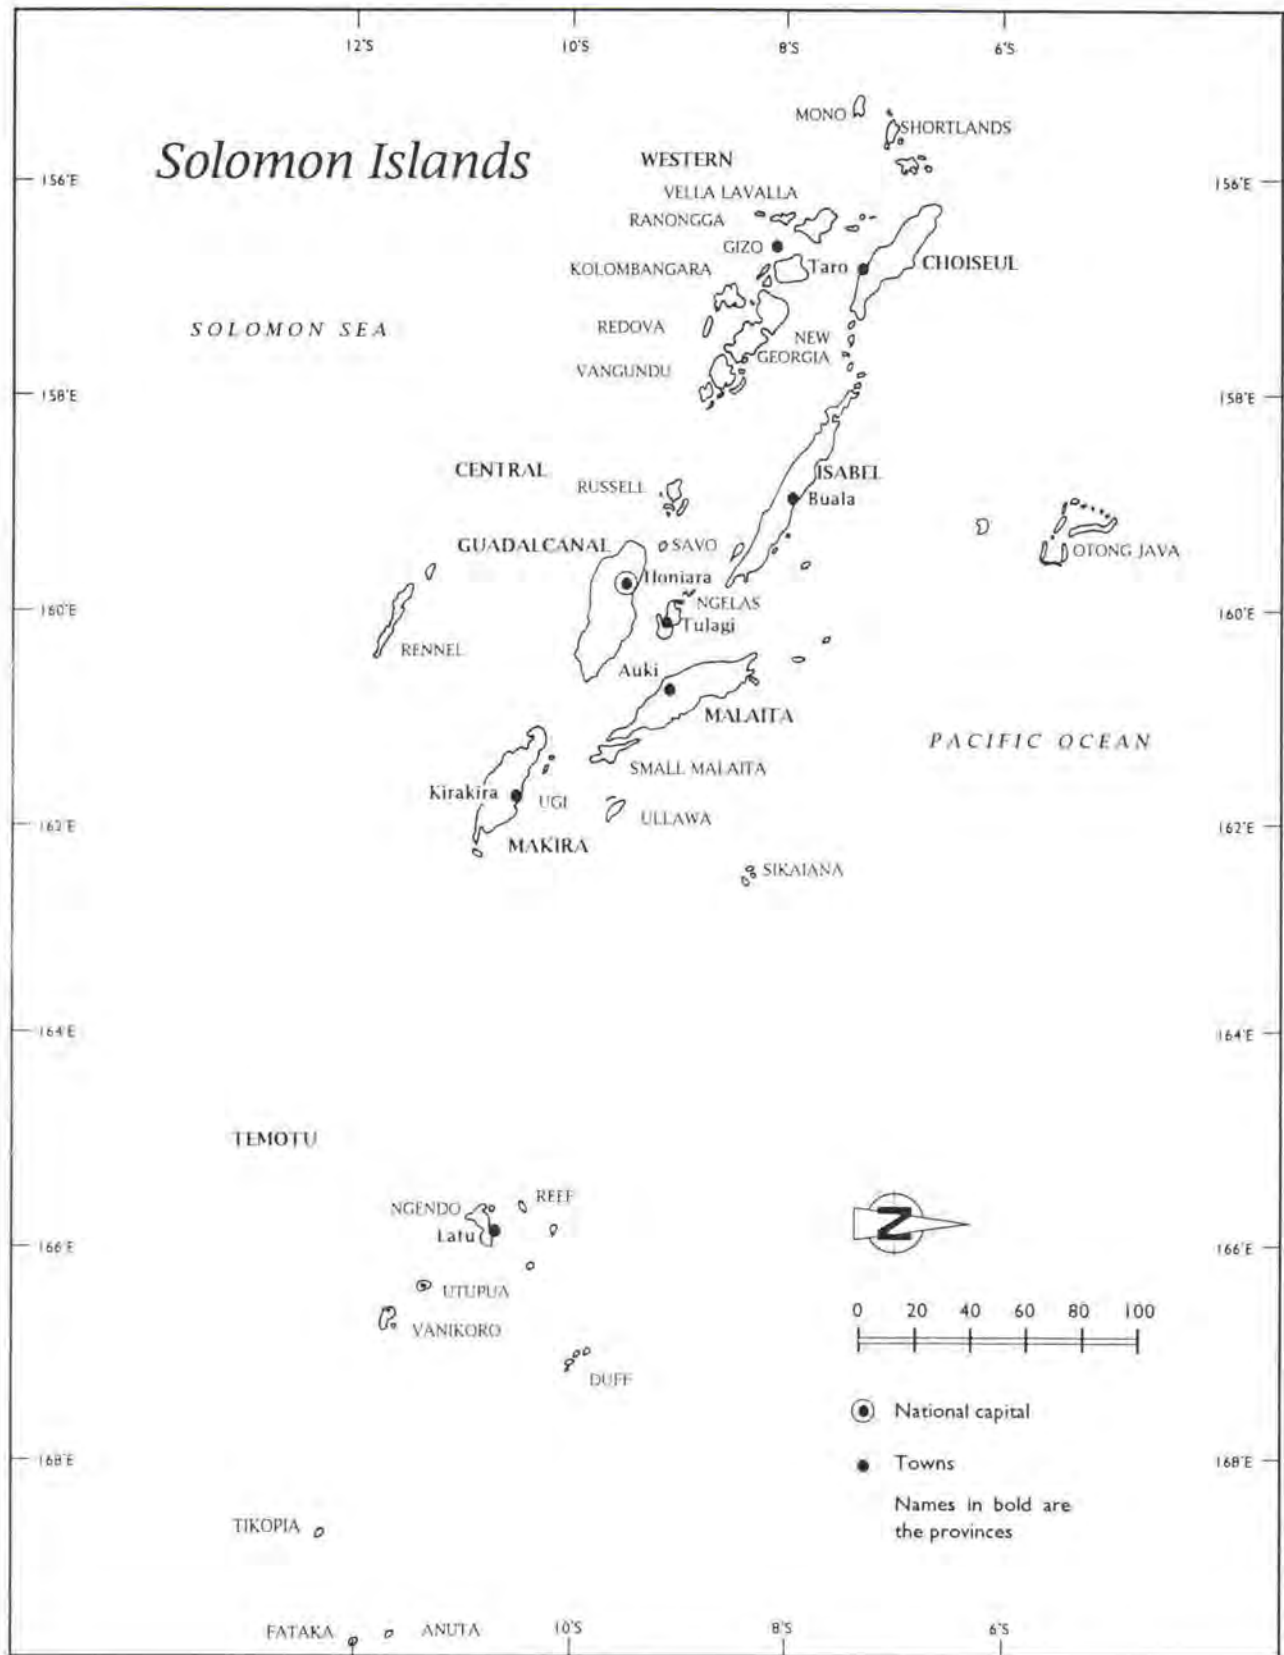 12°S 10°S 8°S 6°S
MONO
SHORTLANDS
Solomon Islands
WESTERN
156°E 156°E
VELLA LAVALLA
RANONGGA
GIZO
KOLOMBANGARA
Taro
CHOISEUL
SOLOMON SEA
REDOVA
NEW
GEORGIA
VANGUNDU
158°E 158°E
CENTRAL
ISABEL
RUSSELL
Buala
GUADALCANAL
SAVO
OTONG JAVA
Honiara
NGELAS
160°E 160°E
Tulagi
RENNEL
Auki
MALAITA
PACIFIC OCEAN
SMALL MALAITA
Kirakira
UGI
ULLAWA
162°E 162°E
MAKIRA
SIKAIANA
164°E 164°E
TEMOTU
REEF
NGENDO
N
Latu
166°E 166°E
UTUPUA
0 20 40 60 80 100
VANIKORO
DUFF
National capital
168°E 168°E
Towns
Names in bold are
the provinces
TIKOPIA
FATAKA
ANUTA
10°S 8°S 6°S